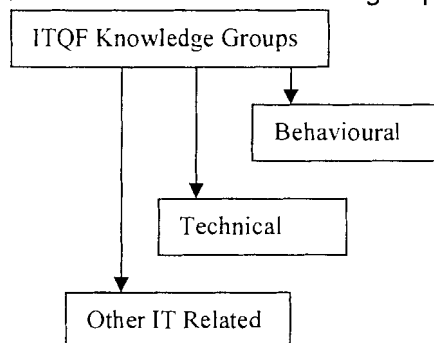 ITQF Knowledge Groups
Behavioural
Technical
Other IT Related